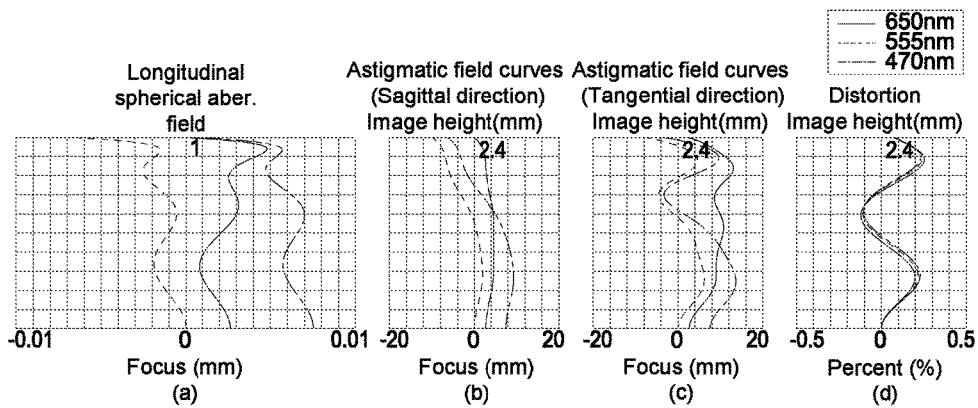 650nm
555nm
470nm
Longitudinal
spherical aber.
field
Astigmatic field curves
(Sagittal direction)
Image height(mm)
Astigmatic field curves
(Tangential direction)
Image height(mm)
Distortion
Image height(mm)
1
2.4
2.4
2.4
-0.01 0 0.01
-20 0 20
-20 0 20
-0.5 0 0.5
Focus (mm)
Focus (mm)
Focus (mm)
Percent (%)
(a)
(b)
(c)
(d)